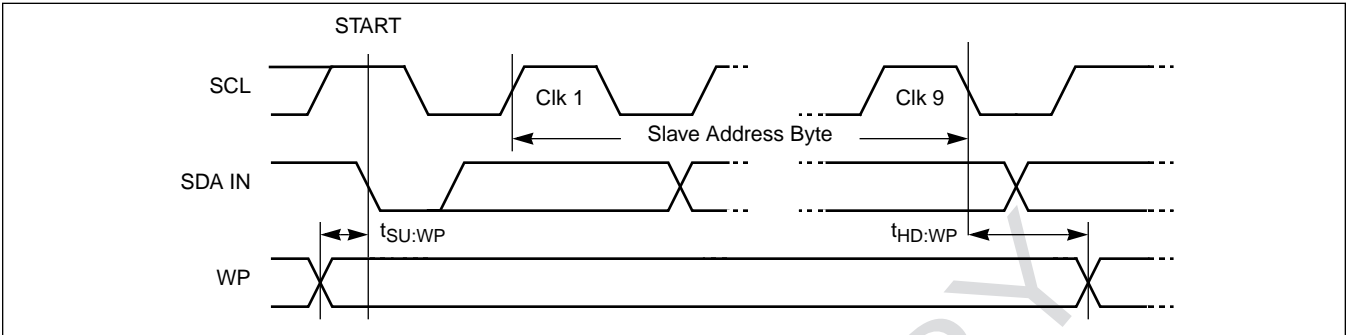 START
SCL
Clk 1
Clk 9
Slave Address Byte
SDA IN
tSU:WP
tHD:WP
WP